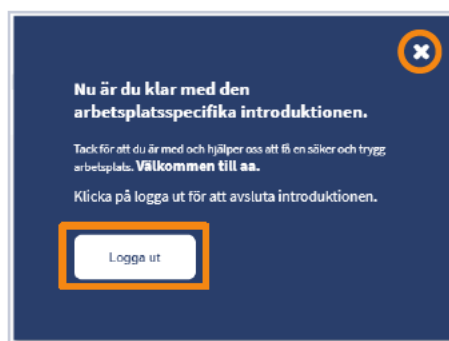 Nu är du klar med den
arbetsplatsspecifika introduktionen.
Tack för att du är med och hjälper oss att få en säker och trygg
arbetsplats. Välkommen till aa.
Klicka på logga ut för att avsluta introduktionen.
Logga ut